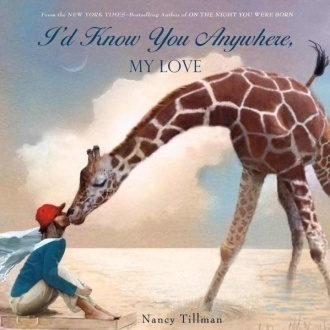 From the NEW YORK TIMES–Bestselling Author of ON THE NIGHT YOU WERE BORN
I'd Know You Anywhere,
MY LOVE
Nancy Tillman